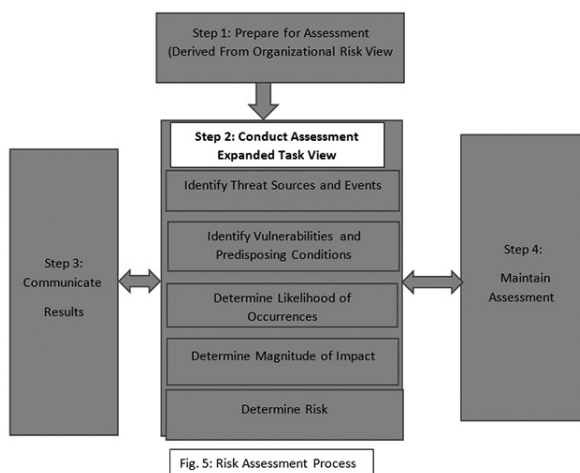 Step 1: Prepare for Assessment
(Derived From Organizational Risk View
Step 2: Conduct Assessment
Expanded Task View
Identify Threat Sources and Events
Identify Vulnerabilities and
Predisposing Conditions
Determine Likelihood of
Occurrences
Determine Magnitude of Impact
Determine Risk
Step 3:
Communicate
Results
Step 4:
Maintain
Assessment
Fig. 5: Risk Assessment Process